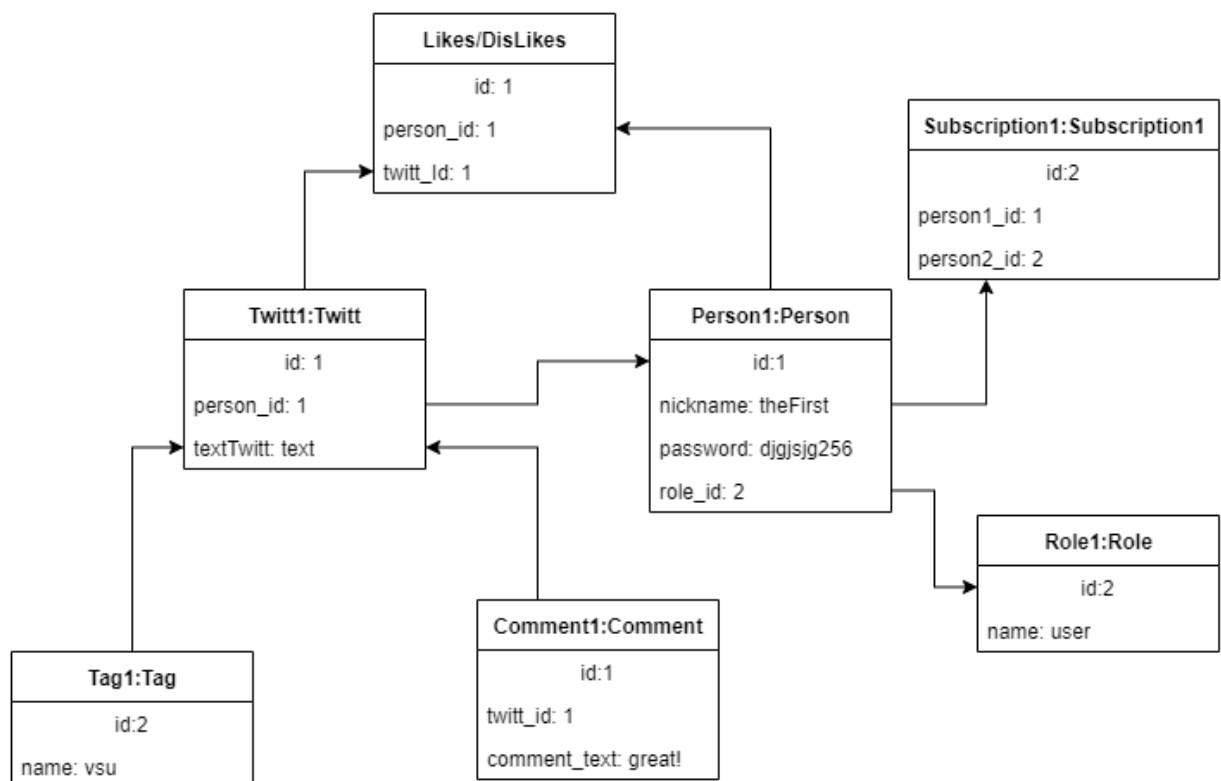 Likes/DisLikes
id: 1
person_id: 1
twitt_Id: 1
Subscription1:Subscription1
id:2
person1_id: 1
person2_id: 2
Twitt1:Twitt
id: 1
person_id: 1
textTwitt: text
Person1:Person
id:1
nickname: theFirst
password: djgjsjg256
role_id: 2
Role1:Role
id:2
name: user
Comment1:Comment
id:1
twitt_id: 1
comment_text: great!
Tag1:Tag
id:2
name: vsu